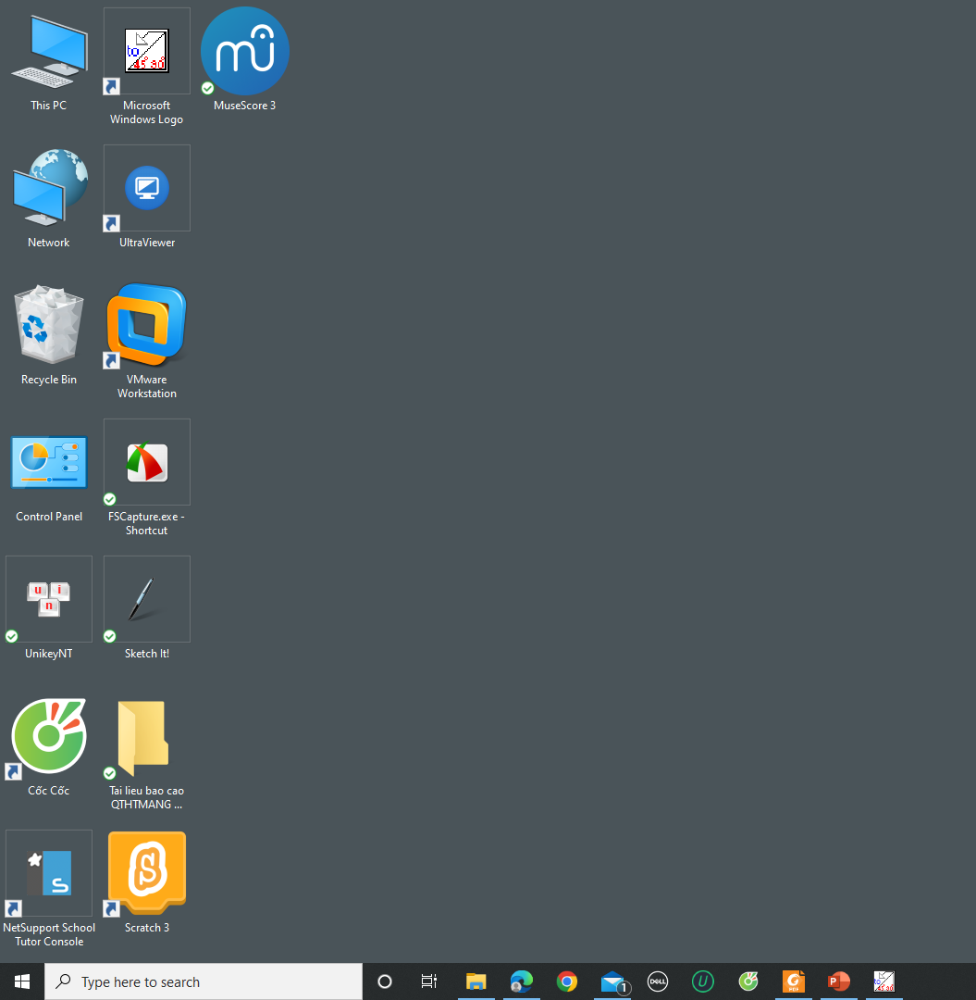 This PC
Microsoft
Windows Logo
MuseScore 3
Network
UltraViewer
Recycle Bin
VMware
Workstation
Control Panel
FSCapture.exe -
Shortcut
UnikeyNT
Sketch It!
Cốc Cốc
Tai lieu bao cao
QTHTMANG ...
NetSupport School
Tutor Console
Scratch 3
Type here to search
1
DELL